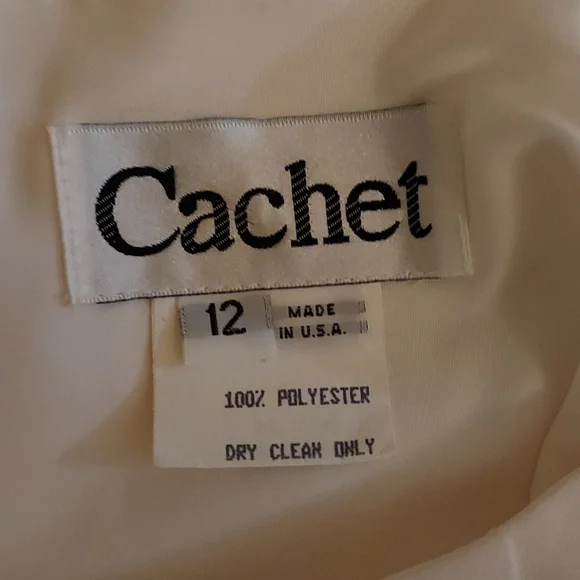 Cachet
12
MADE
IN U.S.A.
100% POLYESTER
DRY CLEAN ONLY